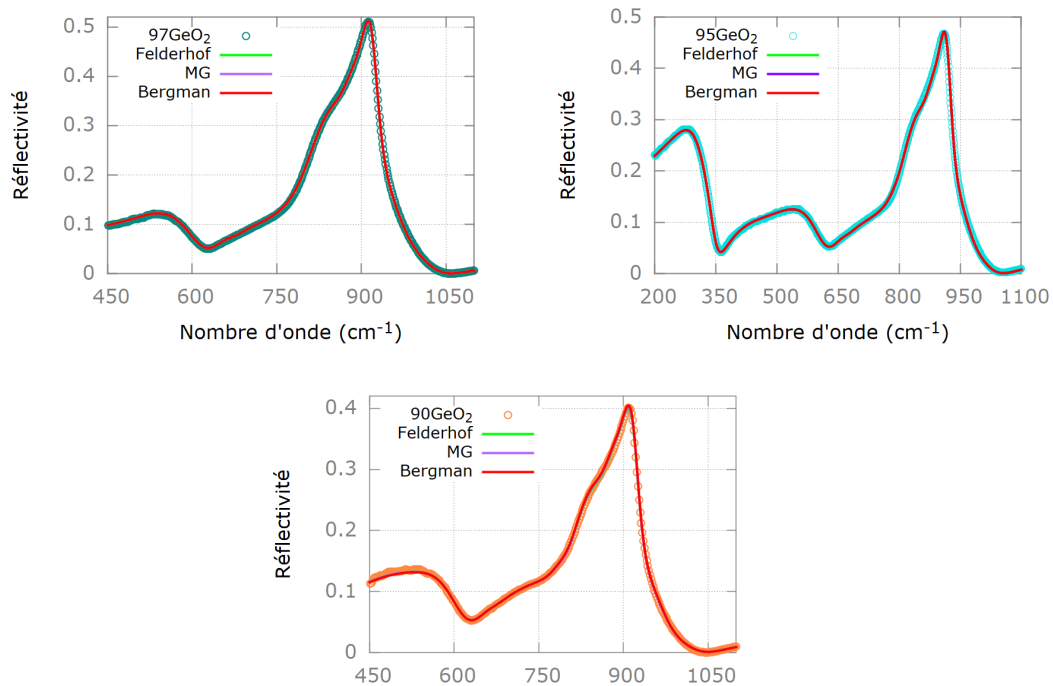 97GeO₂
Felderhof
MG
Bergman
0.5
0.4
0.3
0.2
0.1
0
Réflectivité
450 600 750 900 1050
Nombre d'onde (cm⁻¹)
95GeO₂
Felderhof
MG
Bergman
0.5
0.4
0.3
0.2
0.1
0
Réflectivité
200 350 500 650 800 950 1100
Nombre d'onde (cm⁻¹)
90GeO₂
Felderhof
MG
Bergman
0.4
0.3
0.2
0.1
0
Réflectivité
450 600 750 900 1050